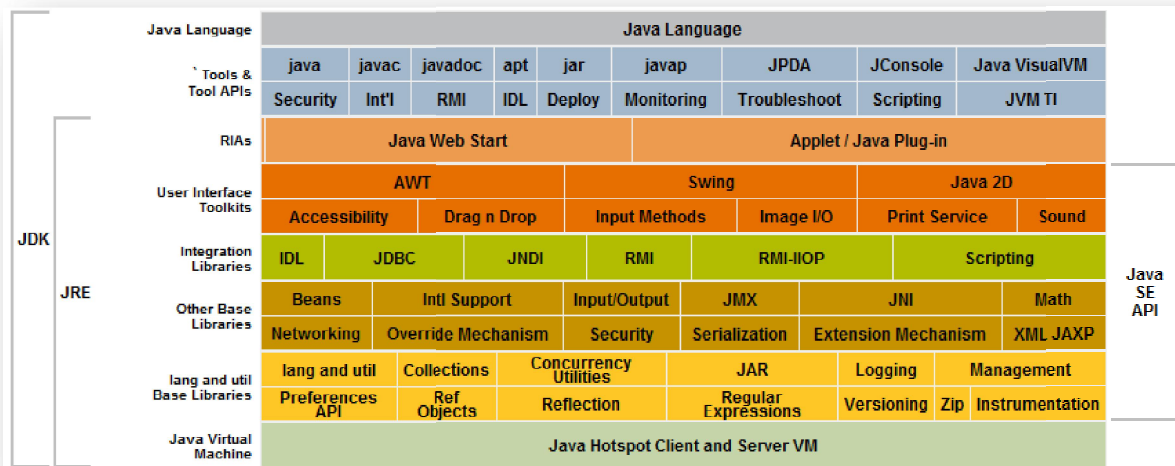 Java Language
Java Language
` Tools &
Tool APIs
java javac javadoc apt jar javap JPDA JConsole Java VisualVM
Security Int'l RMI IDL Deploy Monitoring Troubleshoot Scripting JVM TI
RIAs
Java Web Start Applet / Java Plug-in
User Interface
Toolkits
AWT Swing Java 2D
Accessibility Drag n Drop Input Methods Image I/O Print Service Sound
Integration
Libraries
IDL JDBC JNDI RMI RMI-IIOP Scripting
JDK
JRE
Java
SE
API
Other Base
Libraries
Beans Intl Support Input/Output JMX JNI Math
Networking Override Mechanism Security Serialization Extension Mechanism XML JAXP
lang and util
Base Libraries
lang and util Collections Concurrency
Utilities JAR Logging Management
Preferences
API Ref
Objects Reflection Regular
Expressions Versioning Zip Instrumentation
Java Virtual
Machine
Java Hotspot Client and Server VM